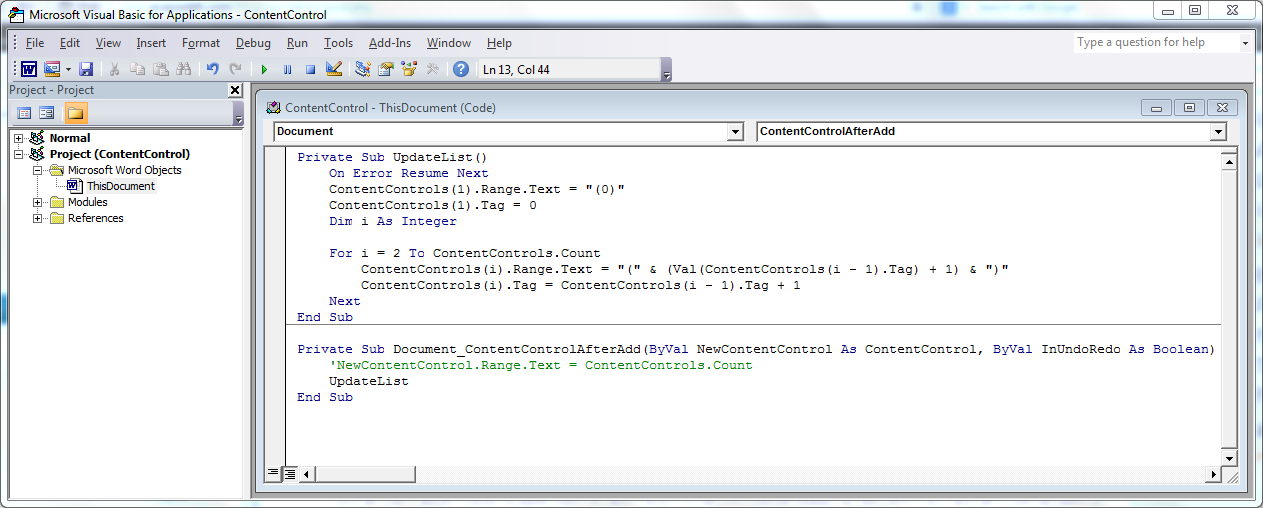 Microsoft Visual Basic for Applications - ContentControl
File Edit View Insert Format Debug Run Tools Add-Ins Window Help
Type a question for help
Ln 13, Col 44
Project - Project
Normal
Project (ContentControl)
Microsoft Word Objects
ThisDocument
Modules
References
ContentControl - ThisDocument (Code)
Document
ContentControlAfterAdd
Private Sub UpdateList()
On Error Resume Next
ContentControls(1).Range.Text = "(0)"
ContentControls(1).Tag = 0
Dim i As Integer
For i = 2 To ContentControls.Count
ContentControls(i).Range.Text = "(" & (Val(ContentControls(i - 1).Tag) + 1) & ")"
ContentControls(i).Tag = ContentControls(i - 1).Tag + 1
Next
End Sub
Private Sub Document_ContentControlAfterAdd(ByVal NewContentControl As ContentControl, ByVal InUndoRedo As Boolean)
'NewContentControl.Range.Text = ContentControls.Count
UpdateList
End Sub